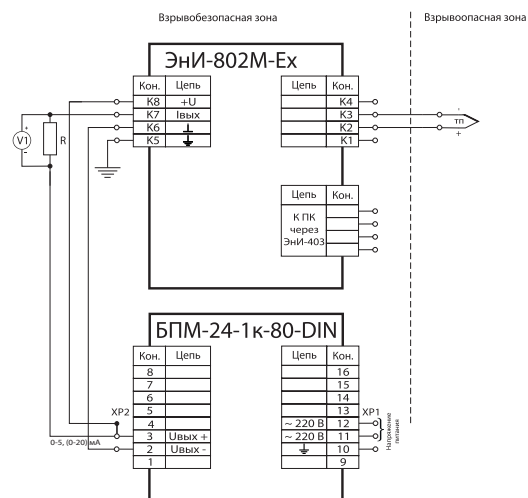 Взрывобезопасная зона
Взрывоопасная зона
ЭнИ-802М-Ex
Кон. Цепь
К8 +U
К7 Iвых
К6
К5
Цепь Кон.
К4
К3
К2
К1
-
ТП
+
+
V1
-
R
Цепь Кон.
К ПК
через
ЭнИ-403
БПМ-24-1к-80-DIN
Кон. Цепь
8
7
6
5
4
3 Uвых +
2 Uвых -
1
XP2
0-5, (0-20) мА
Цепь Кон.
16
15
14
13
~ 220 В 12
~ 220 В 11
10
9
XP1
Напряжение
питания